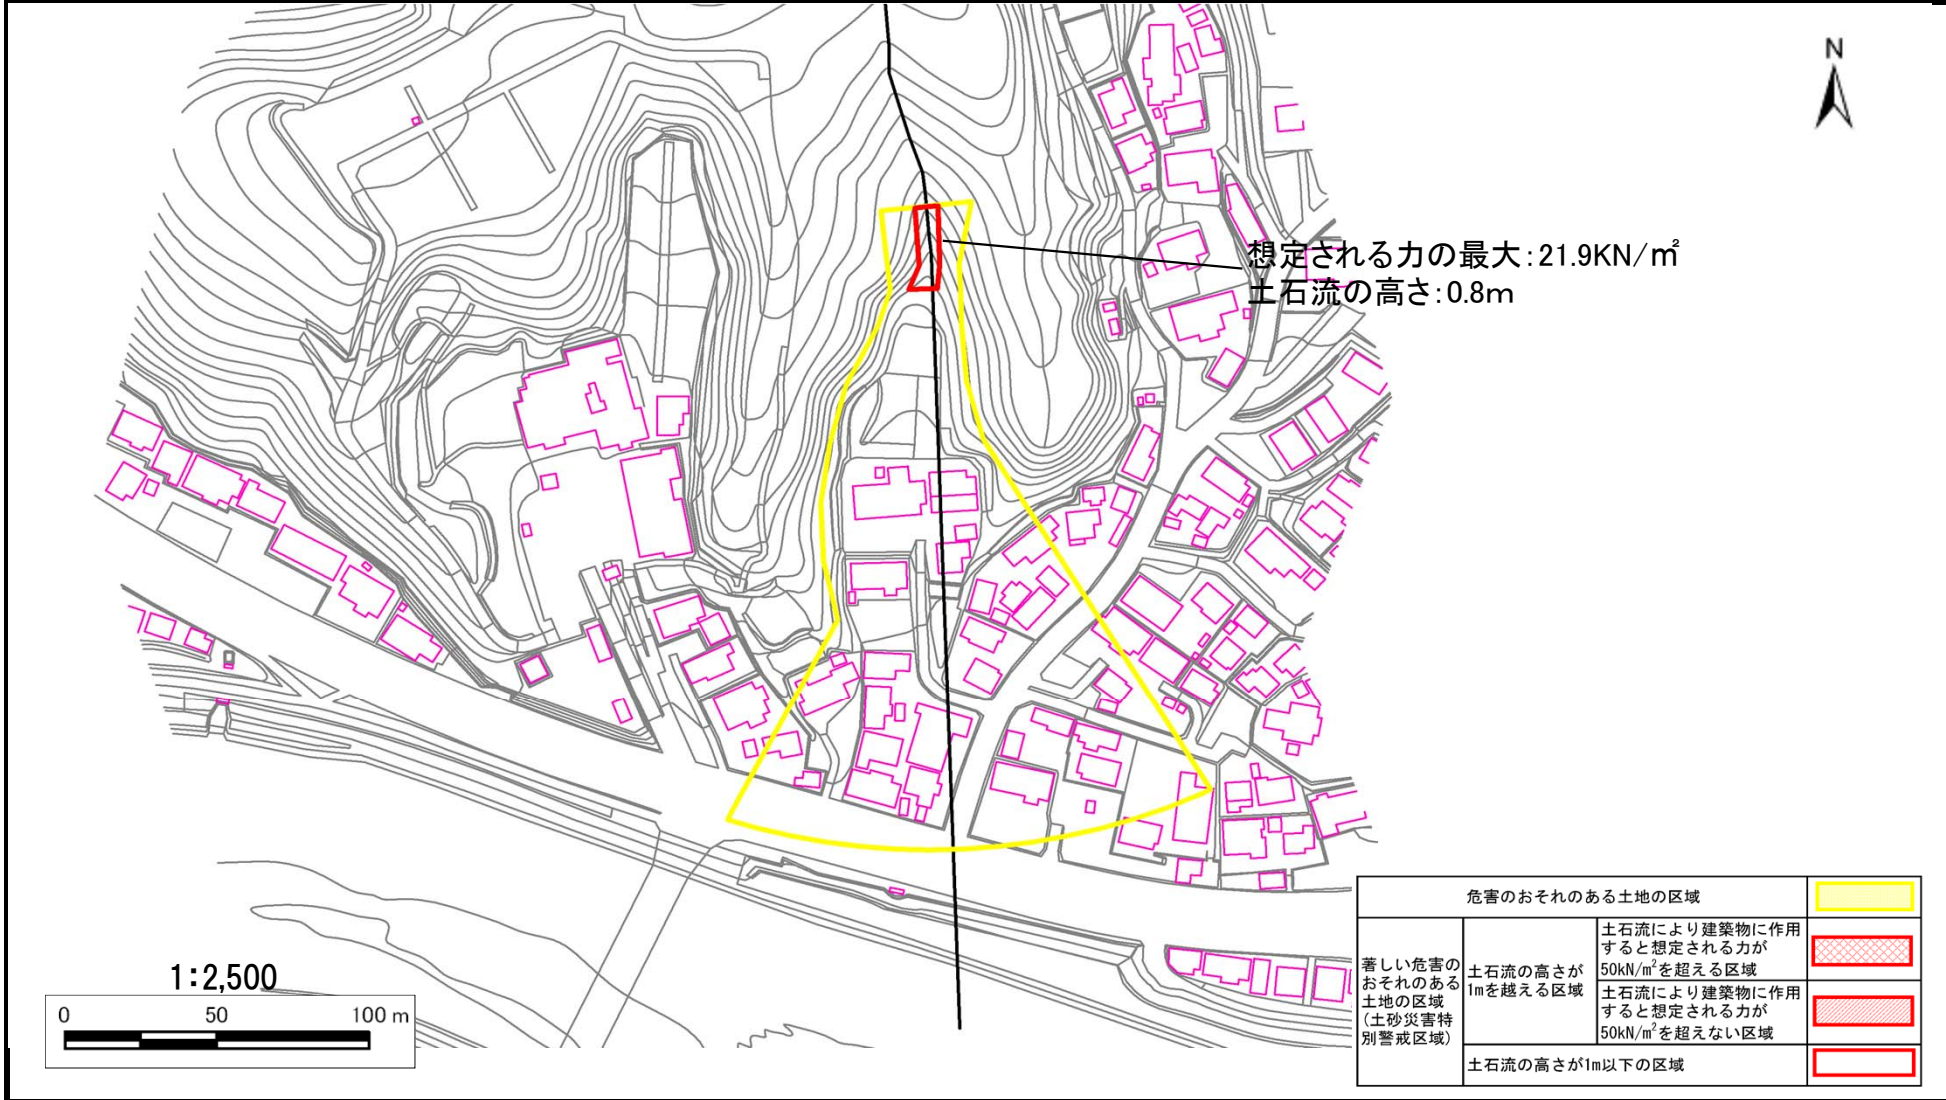 N
想定される力の最大:21.9KN/㎡
土石流の高さ:0.8m
1:2,500
0 50 100 m
危害のおそれのある土地の区域
著しい危害の
おそれのある
土地の区域
(土砂災害特
別警戒区域)
土石流の高さが
1mを越える区域
土石流により建築物に作用
すると想定される力が
50kN/m²を超える区域
土石流により建築物に作用
すると想定される力が
50kN/m²を超えない区域
土石流の高さが1m以下の区域